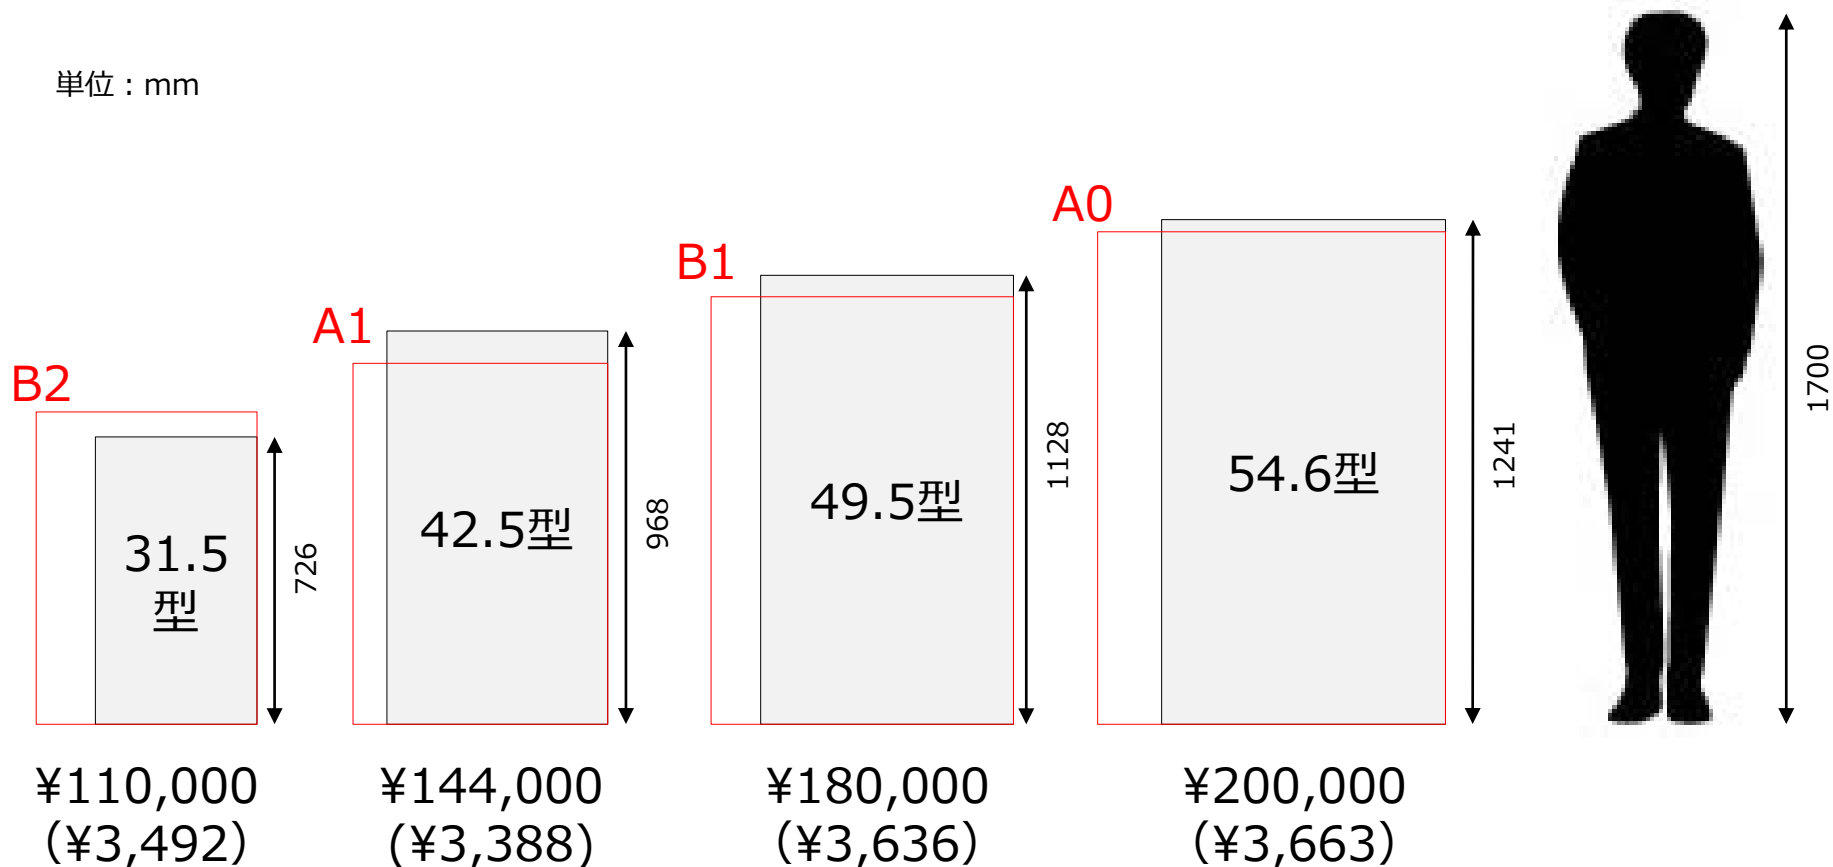 単位：mm
B2
A1
B1
A0
31.5
型
42.5型
49.5型
54.6型
726
968
1128
1241
1700
¥110,000
（¥3,492）
¥144,000
(¥3,388)
¥180,000
（¥3,636）
¥200,000
（¥3,663）